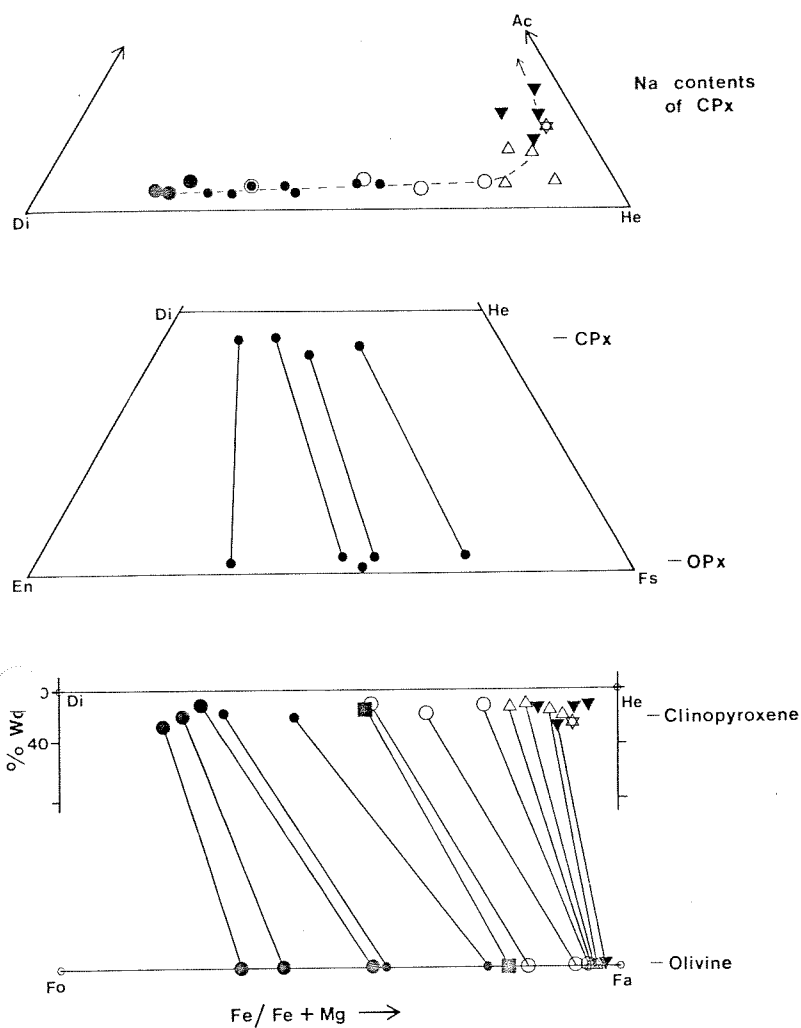 Ac
Na contents
of CPx
Di
He
Di
He
— CPx
En
Fs
— OPx
Di
He
— Clinopyroxene
% Wo
40
Fo
Fa
— Olivine
Fe/ Fe + Mg →